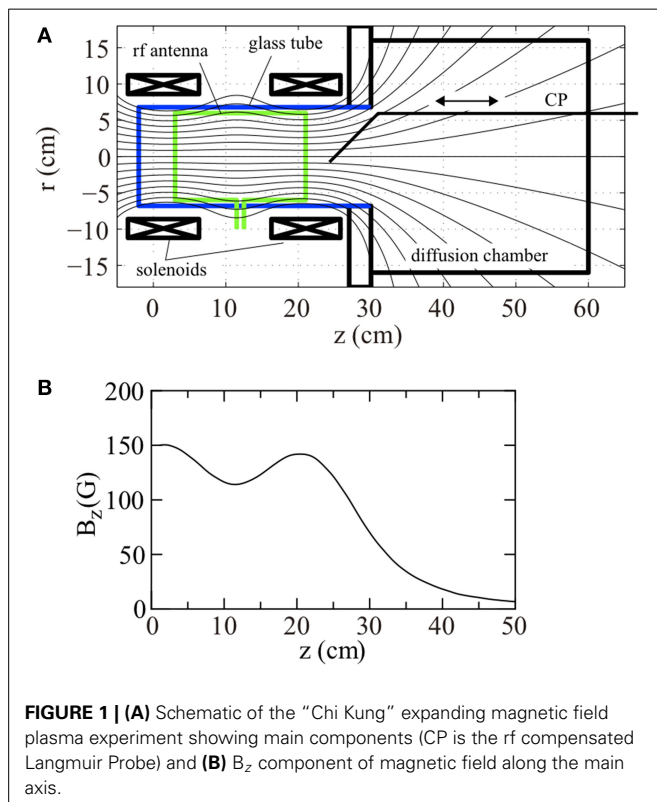 A
rf antenna
glass tube
CP
solenoids
diffusion chamber
r (cm)
15
10
5
0
−5
−10
−15
0 10 20 30 40 50 60
z (cm)
B
B_z(G)
200
150
100
50
0
0 10 20 30 40 50
z (cm)
FIGURE 1 | (A) Schematic of the “Chi Kung” expanding magnetic field
plasma experiment showing main components (CP is the rf compensated
Langmuir Probe) and (B) B_z component of magnetic field along the main
axis.